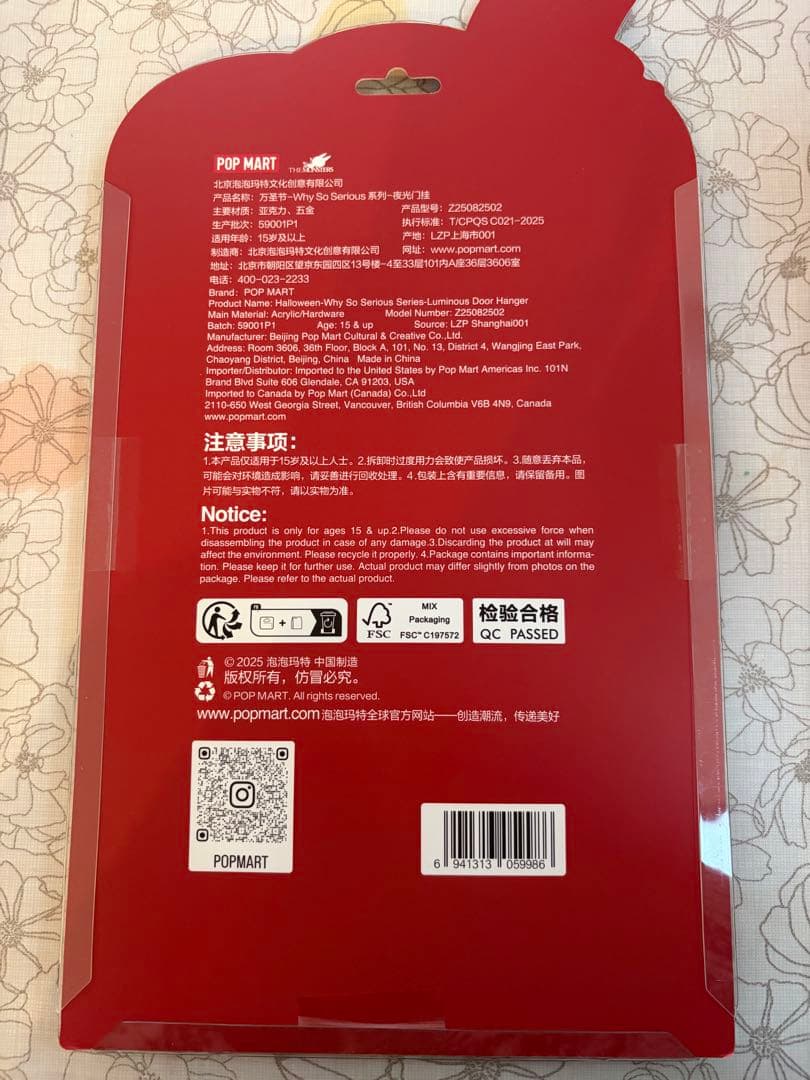 POP MART THE MONSTERS
北京泡泡玛特文化创意有限公司
产品名称：万圣节-Why So Serious 系列-夜光门挂
主要材质：亚克力、五金 产品型号：Z25082502
生产批次：59001P1 执行标准：T/CPQS C021-2025
适用年龄：15岁及以上 产地：LZP上海市001
制造商：北京泡泡玛特文化创意有限公司 网址：www.popmart.com
地址：北京市朝阳区望京东园四区13号楼-4至33层101内A座36层3606室
电话：400-023-2233
Brand：POP MART
Product Name: Halloween-Why So Serious Series-Luminous Door Hanger
Main Material: Acrylic/Hardware Model Number: Z25082502
Batch: 59001P1 Age: 15 & up Source: LZP Shanghai001
Manufacturer: Beijing Pop Mart Cultural & Creative Co.,Ltd.
Address: Room 3606, 36th Floor, Block A, 101, No. 13, District 4, Wangjing East Park,
Chaoyang District, Beijing, China Made in China
Importer/Distributor: Imported to the United States by Pop Mart Americas Inc. 101N
Brand Blvd Suite 606 Glendale, CA 91203, USA
Imported to Canada by Pop Mart (Canada) Co.,Ltd
2110-650 West Georgia Street, Vancouver, British Columbia V6B 4N9, Canada
www.popmart.com
注意事项：
1.本产品仅适用于15岁及以上人士。2.拆卸时过度用力会致使产品损坏。3.随意丢弃本品，
可能会对环境造成影响，请妥善进行回收处理。4.包装上含有重要信息，请保留备用。图
片可能与实物不符，请以实物为准。
Notice:
1.This product is only for ages 15 & up.2.Please do not use excessive force when
disassembling the product in case of any damage.3.Discarding the product at will may
affect the environment. Please recycle it properly. 4.Package contains important informa-
tion. Please keep it for further use. Actual product may differ slightly from photos on the
package. Please refer to the actual product.
FR
FSC™
MIX
Packaging
FSC™ C197572
检验合格
QC PASSED
© 2025 泡泡玛特 中国制造
版权所有，仿冒必究。
© POP MART. All rights reserved.
www.popmart.com 泡泡玛特全球官方网站——创造潮流，传递美好
POPMART
6 941313 059986